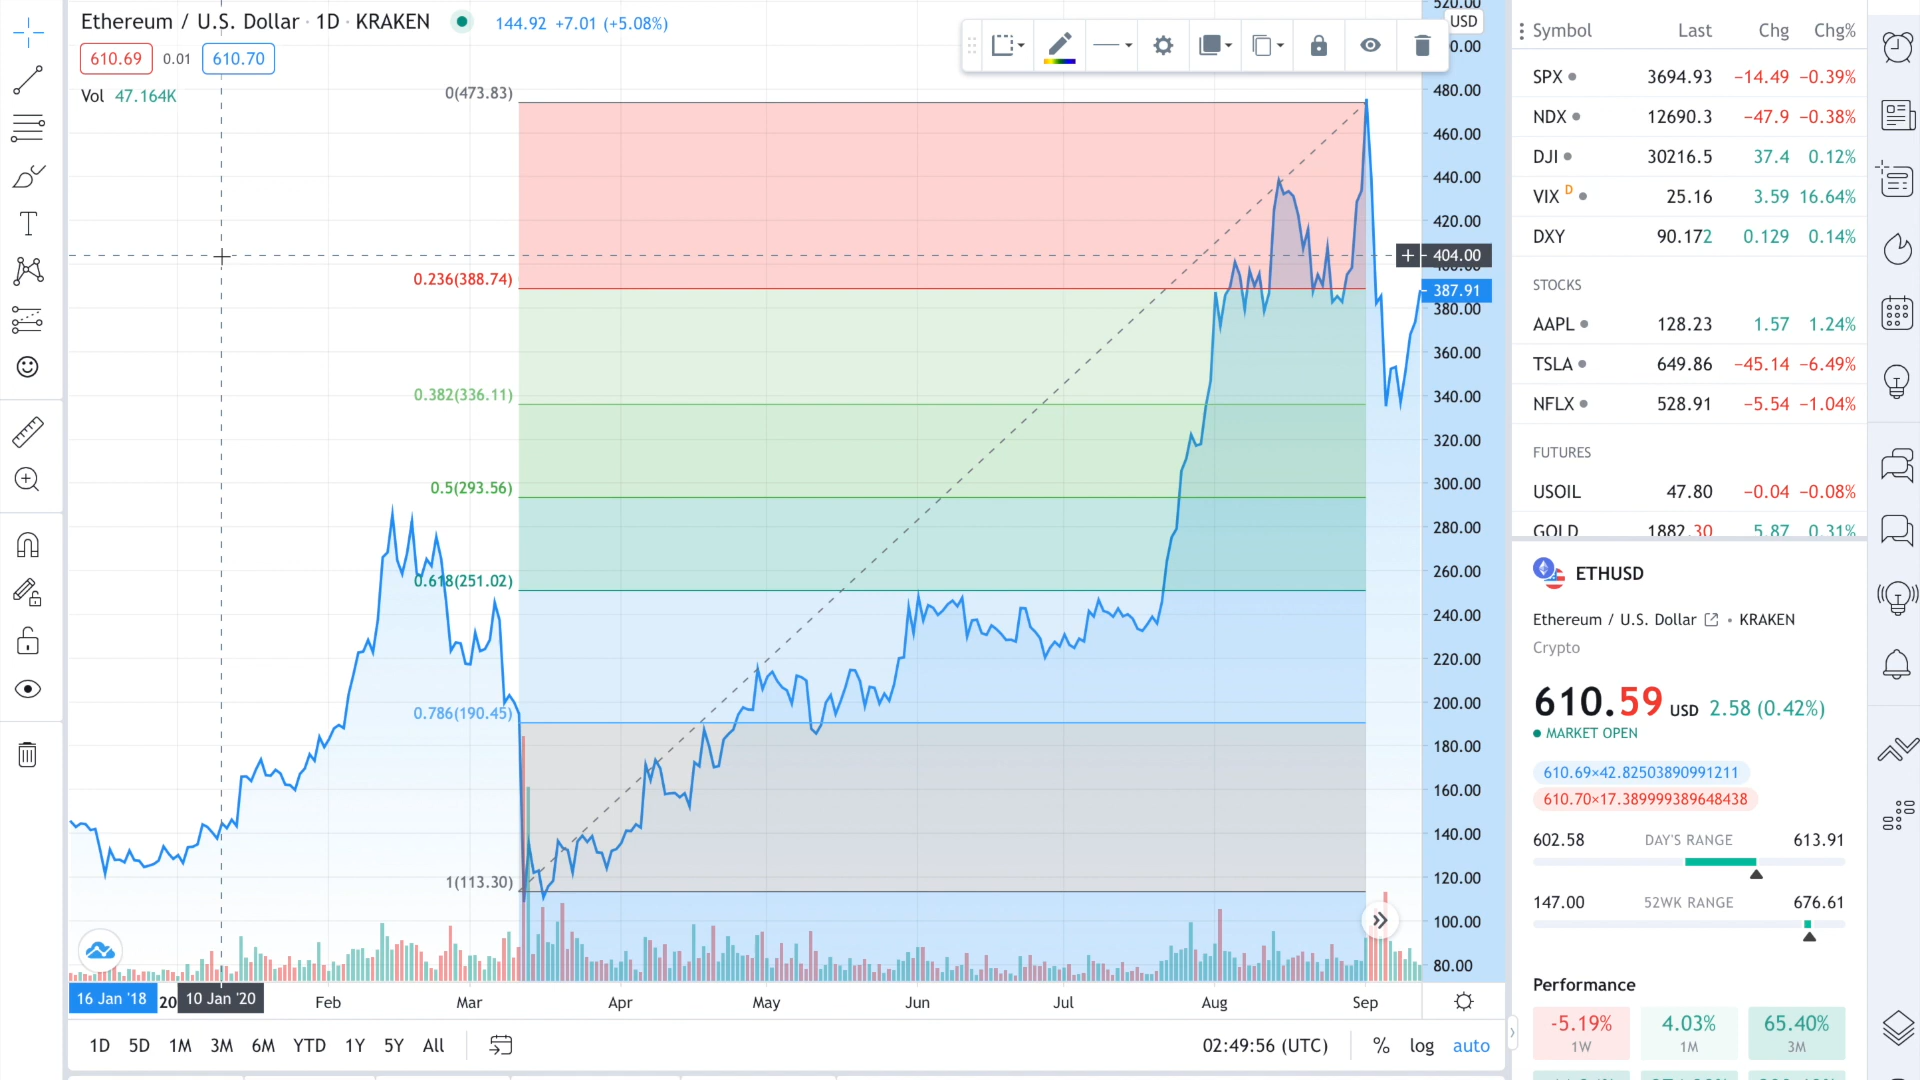 Ethereum / U.S. Dollar · 1D · KRAKEN
144.92 +7.01 (+5.08%)
610.69 0.01 610.70
Vol 47.164K
0(473.83)
0.236(388.74)
0.382(336.11)
0.5(293.56)
0.618(251.02)
0.786(190.45)
1(113.30)
USD
480.00
460.00
440.00
420.00
404.00
387.91
380.00
360.00
340.00
320.00
300.00
280.00
260.00
240.00
220.00
200.00
180.00
160.00
140.00
120.00
100.00
80.00
16 Jan '18 20 10 Jan '20 Feb Mar Apr May Jun Jul Aug Sep
1D 5D 1M 3M 6M YTD 1Y 5Y All
02:49:56 (UTC) % log auto
Symbol Last Chg Chg%
SPX 3694.93 −14.49 −0.39%
NDX 12690.3 −47.9 −0.38%
DJI 30216.5 37.4 0.12%
VIX D 25.16 3.59 16.64%
DXY 90.172 0.129 0.14%
STOCKS
AAPL 128.23 1.57 1.24%
TSLA 649.86 −45.14 −6.49%
NFLX 528.91 −5.54 −1.04%
FUTURES
USOIL 47.80 −0.04 −0.08%
GOLD 1882.30 5.87 0.31%
ETHUSD
Ethereum / U.S. Dollar • KRAKEN
Crypto
610.59 USD 2.58 (0.42%)
MARKET OPEN
610.69×42.82503890991211
610.70×17.389999389648438
602.58 DAY'S RANGE 613.91
147.00 52WK RANGE 676.61
Performance
-5.19% 4.03% 65.40%
1W 1M 3M